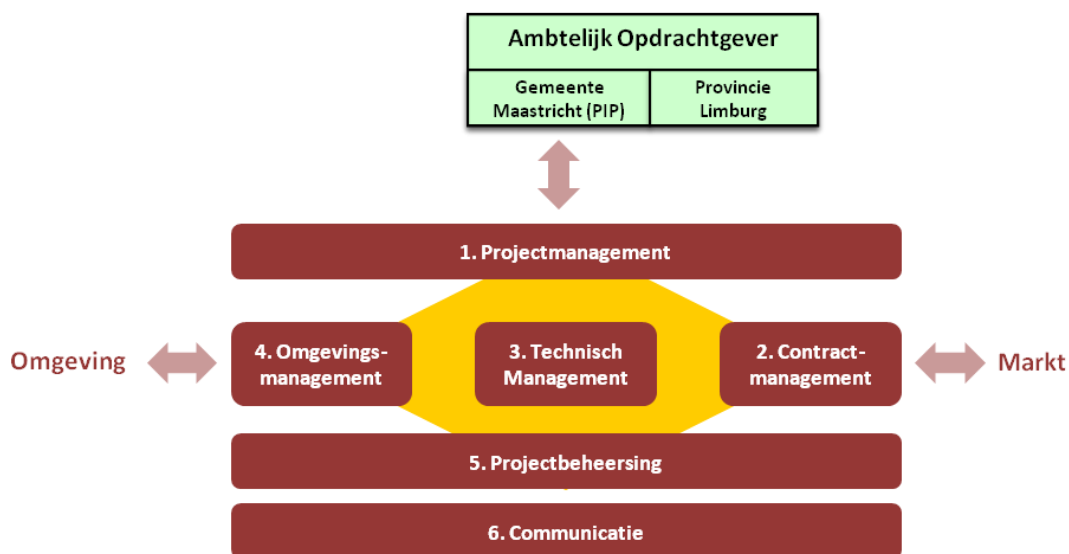 Ambtelijk Opdrachtgever
Gemeente
Maastricht (PIP)
Provincie
Limburg
1. Projectmanagement
Omgeving
4. Omgevings-
management
3. Technisch
Management
2. Contract-
management
Markt
5. Projectbeheersing
6. Communicatie